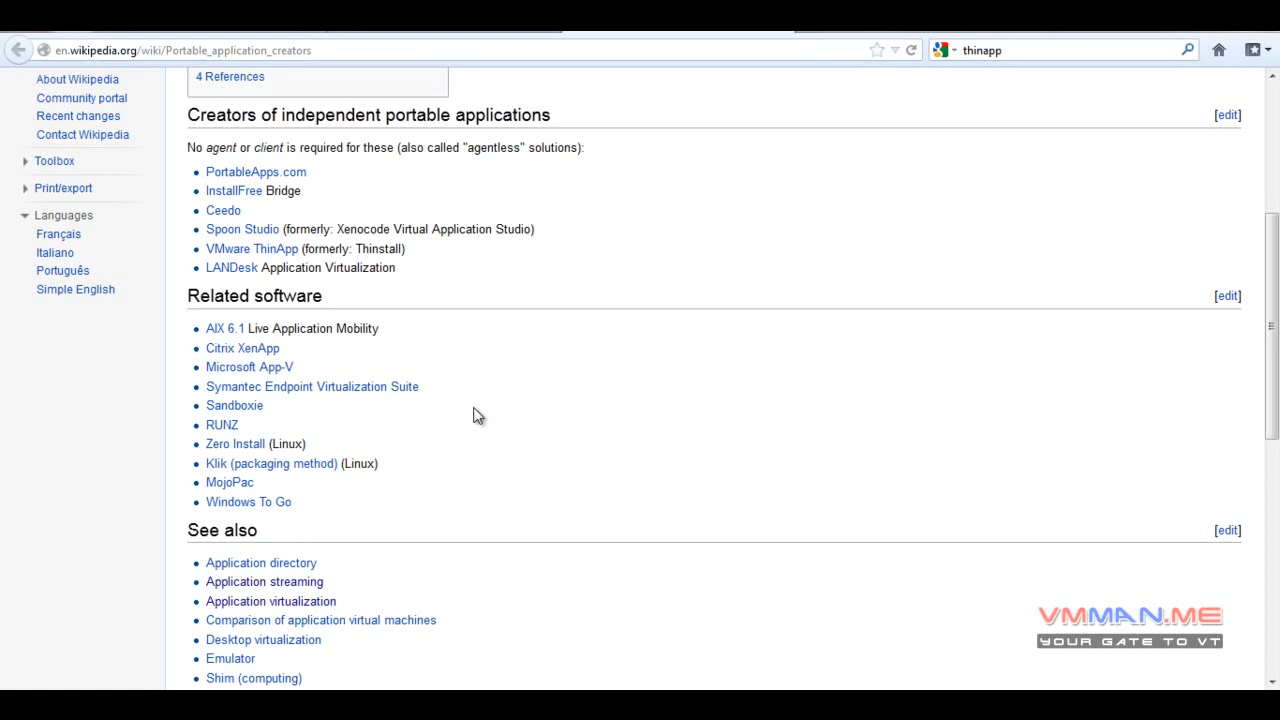 en.wikipedia.org/wiki/Portable_application_creators
thinapp
About Wikipedia
Community portal
Recent changes
Contact Wikipedia
Toolbox
Print/export
Languages
Français
Italiano
Português
Simple English
4 References
Creators of independent portable applications [edit]
No agent or client is required for these (also called "agentless" solutions):
PortableApps.com
InstallFree Bridge
Ceedo
Spoon Studio (formerly: Xenocode Virtual Application Studio)
VMware ThinApp (formerly: Thinstall)
LANDesk Application Virtualization
Related software [edit]
AIX 6.1 Live Application Mobility
Citrix XenApp
Microsoft App-V
Symantec Endpoint Virtualization Suite
Sandboxie
RUNZ
Zero Install (Linux)
Klik (packaging method) (Linux)
MojoPac
Windows To Go
See also [edit]
Application directory
Application streaming
Application virtualization
Comparison of application virtual machines
Desktop virtualization
Emulator
Shim (computing)
VMMAN.ME
YOUR GATE TO VT